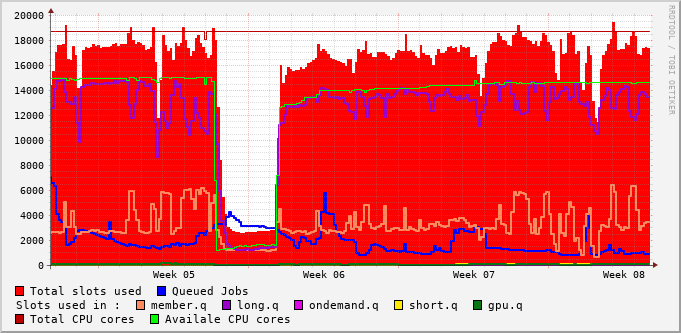 20000
18000
16000
14000
12000
10000
8000
6000
4000
2000
0
Week 05 Week 06 Week 07 Week 08
Total slots used Queued Jobs
Slots used in : member.q long.q ondemand.q short.q gpu.q
Total CPU cores Availale CPU cores
RRDTOOL / TOBI OETIKER